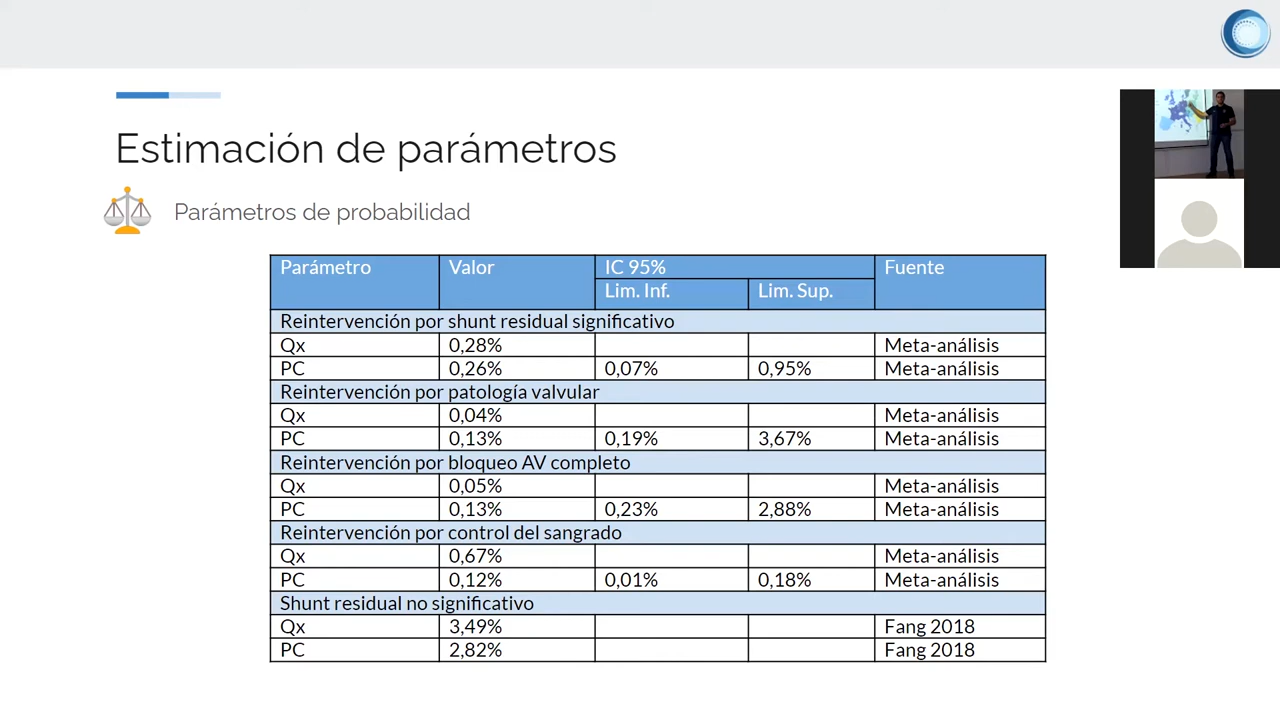 Estimación de parámetros
Parámetros de probabilidad
Parámetro Valor IC 95% Fuente
Lim. Inf. Lim. Sup.
Reintervención por shunt residual significativo
Qx 0,28% Meta-análisis
PC 0,26% 0,07% 0,95% Meta-análisis
Reintervención por patología valvular
Qx 0,04% Meta-análisis
PC 0,13% 0,19% 3,67% Meta-análisis
Reintervención por bloqueo AV completo
Qx 0,05% Meta-análisis
PC 0,13% 0,23% 2,88% Meta-análisis
Reintervención por control del sangrado
Qx 0,67% Meta-análisis
PC 0,12% 0,01% 0,18% Meta-análisis
Shunt residual no significativo
Qx 3,49% Fang 2018
PC 2,82% Fang 2018